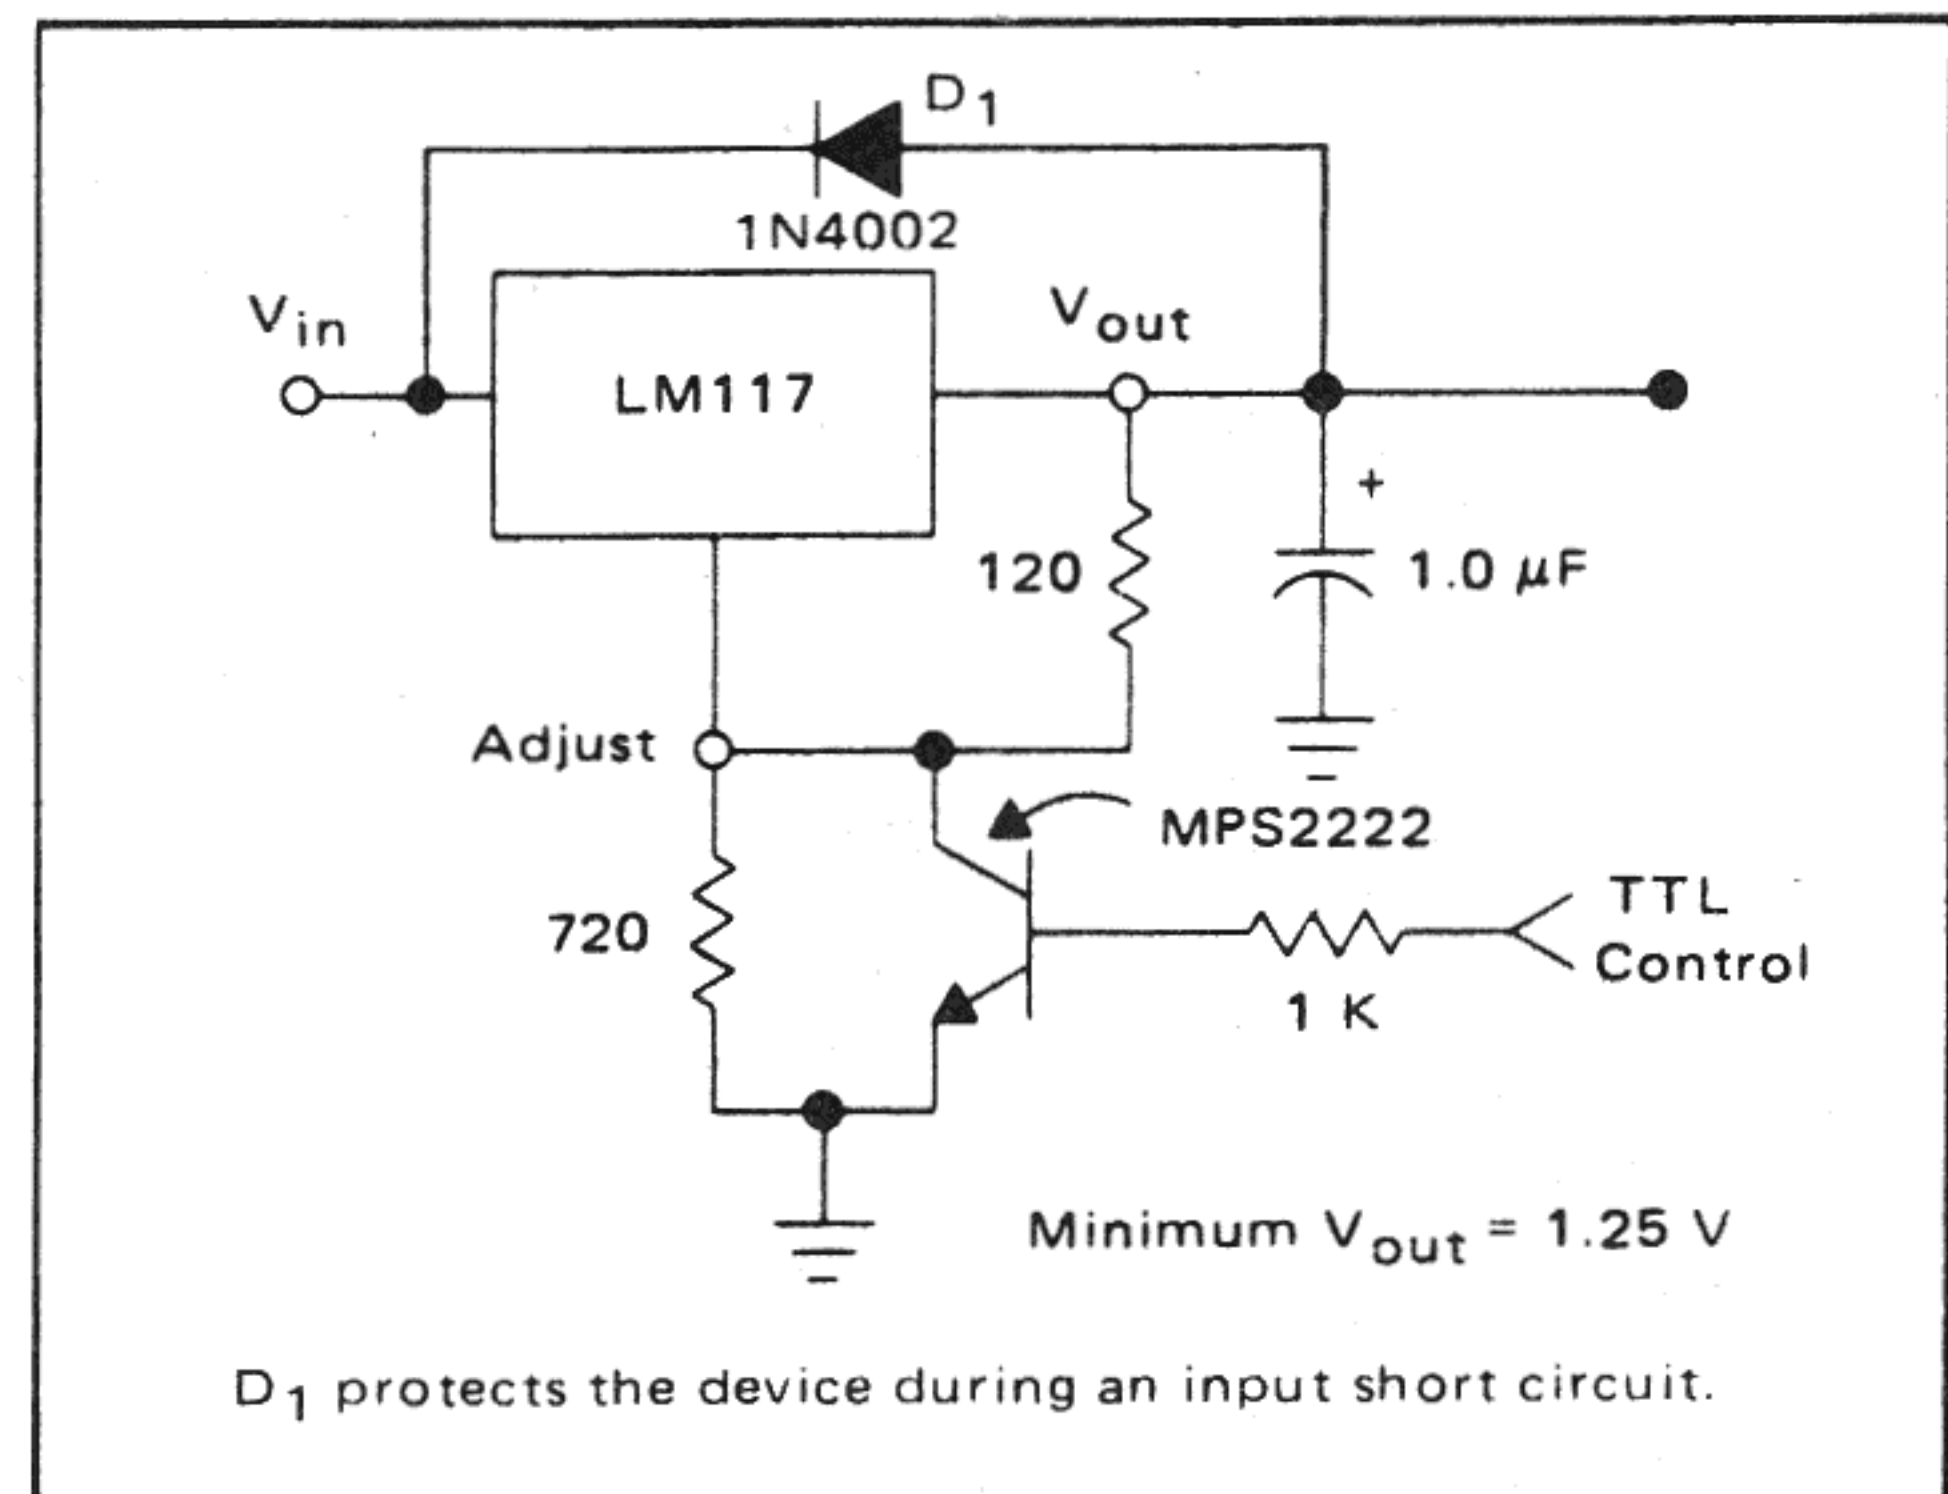 D1
1N4002
Vin
LM117
Vout
+
120
1.0 μF
Adjust
MPS2222
720
TTL
Control
1 K
Minimum Vout = 1.25 V
D1 protects the device during an input short circuit.